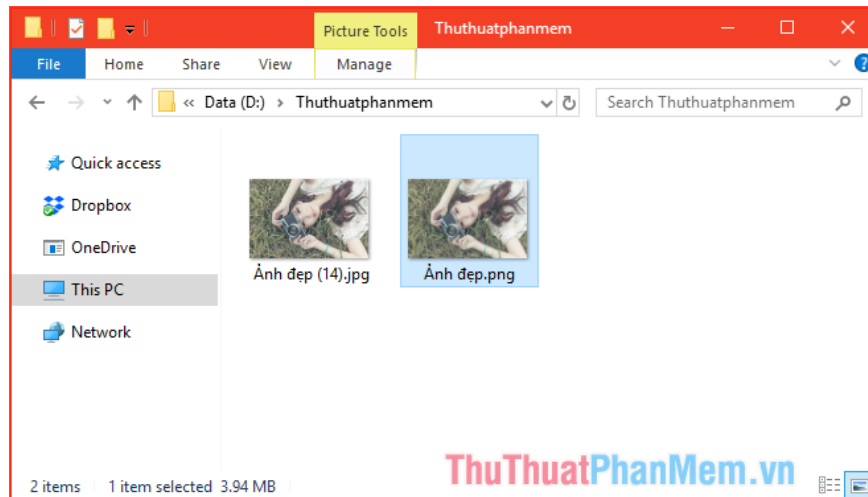 Picture Tools
Thuthuatphanmem
File
Home
Share
View
Manage
?
« Data (D:) › Thuthuatphanmem
Search Thuthuatphanmem
Quick access
Dropbox
OneDrive
This PC
Network
Ảnh đẹp (14).jpg
Ảnh đẹp.png
ThuThuatPhanMem.vn
2 items
1 item selected 3.94 MB